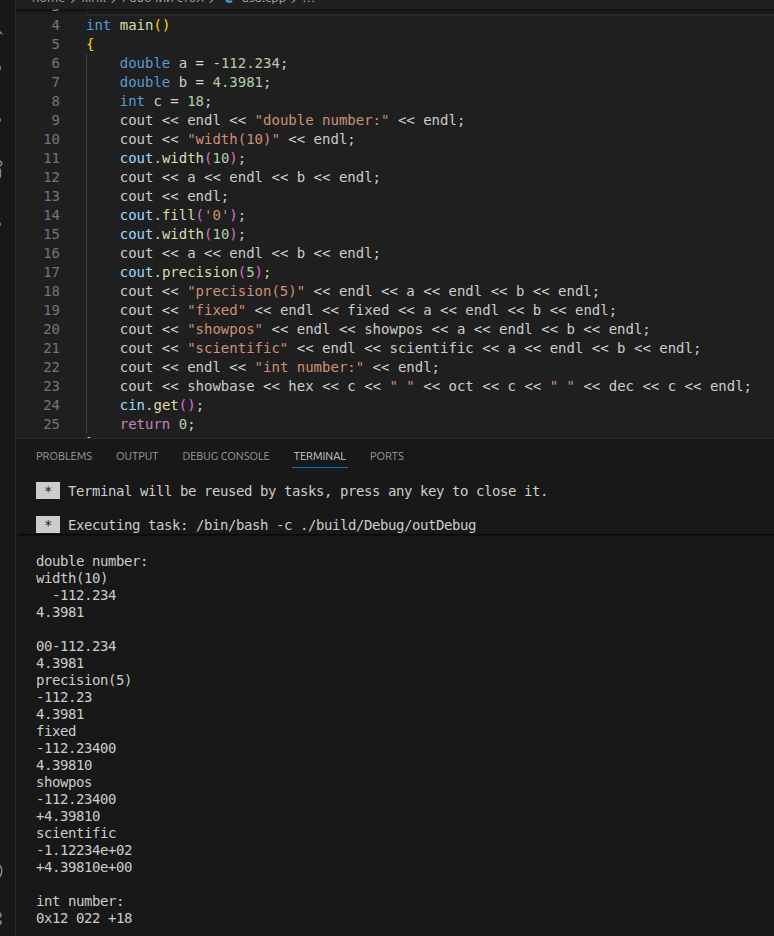 4 int main()
5 {
6 double a = -112.234;
7 double b = 4.3981;
8 int c = 18;
9 cout << endl << "double number:" << endl;
10 cout << "width(10)" << endl;
11 cout.width(10);
12 cout << a << endl << b << endl;
13 cout << endl;
14 cout.fill('0');
15 cout.width(10);
16 cout << a << endl << b << endl;
17 cout.precision(5);
18 cout << "precision(5)" << endl << a << endl << b << endl;
19 cout << "fixed" << endl << fixed << a << endl << b << endl;
20 cout << "showpos" << endl << showpos << a << endl << b << endl;
21 cout << "scientific" << endl << scientific << a << endl << b << endl;
22 cout << endl << "int number:" << endl;
23 cout << showbase << hex << c << " " << oct << c << " " << dec << c << endl;
24 cin.get();
25 return 0;
PROBLEMS OUTPUT DEBUG CONSOLE TERMINAL PORTS
* Terminal will be reused by tasks, press any key to close it.
* Executing task: /bin/bash -c ./build/Debug/outDebug
double number:
width(10)
-112.234
4.3981
00-112.234
4.3981
precision(5)
-112.23
4.3981
fixed
-112.23400
4.39810
showpos
-112.23400
+4.39810
scientific
-1.12234e+02
+4.39810e+00
int number:
0x12 022 +18